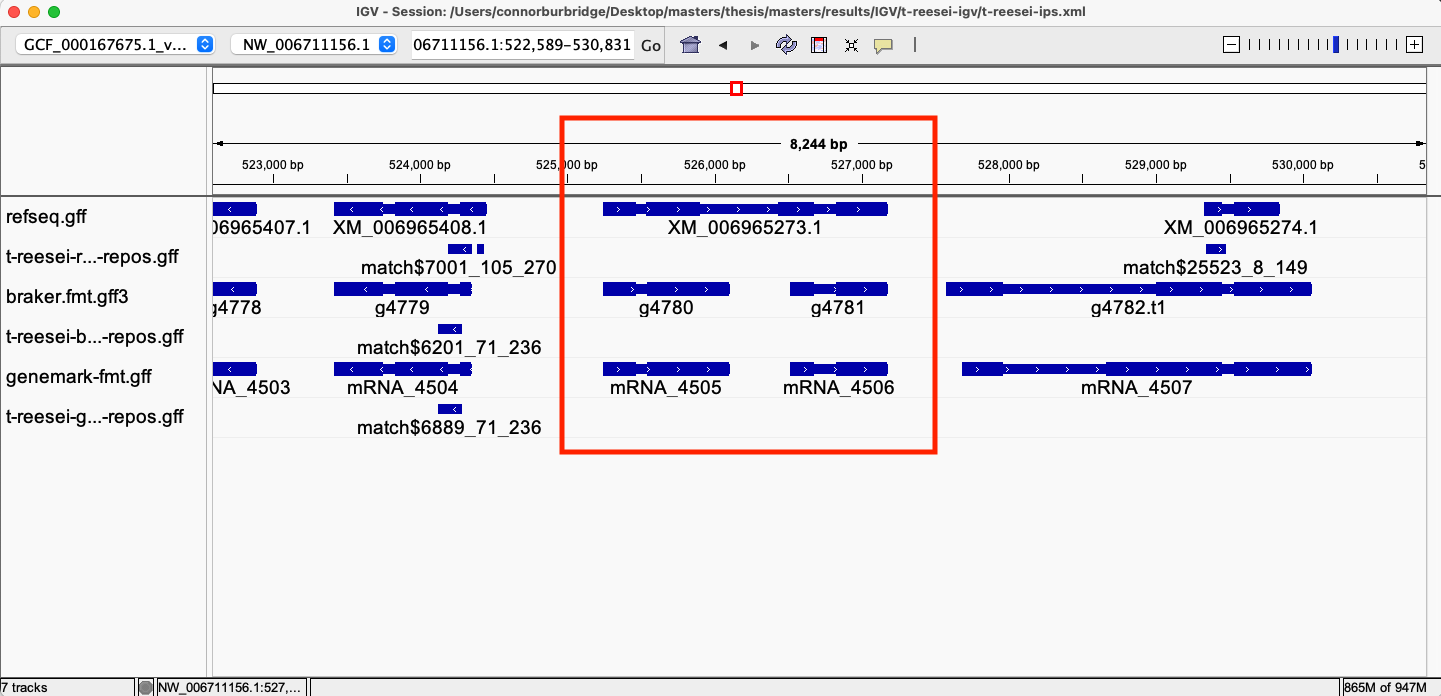 IGV - Session: /Users/connorburbridge/Desktop/masters/thesis/masters/results/IGV/t-reesei-igv/t-reesei-ips.xml
GCF_000167675.1_v... NW_006711156.1 06711156.1:522,589-530,831 Go
8,244 bp
523,000 bp 524,000 bp 525,000 bp 526,000 bp 527,000 bp 528,000 bp 529,000 bp 530,000 bp 5
refseq.gff
06965407.1 XM_006965408.1 XM_006965273.1 XM_006965274.1
t-reesei-r...-repos.gff
match$7001_105_270 match$25523_8_149
braker.fmt.gff3
g4778 g4779 g4780 g4781 g4782.t1
t-reesei-b...-repos.gff
match$6201_71_236
genemark-fmt.gff
NA_4503 mRNA_4504 mRNA_4505 mRNA_4506 mRNA_4507
t-reesei-g...-repos.gff
match$6889_71_236
7 tracks NW_006711156.1:527,... 865M of 947M